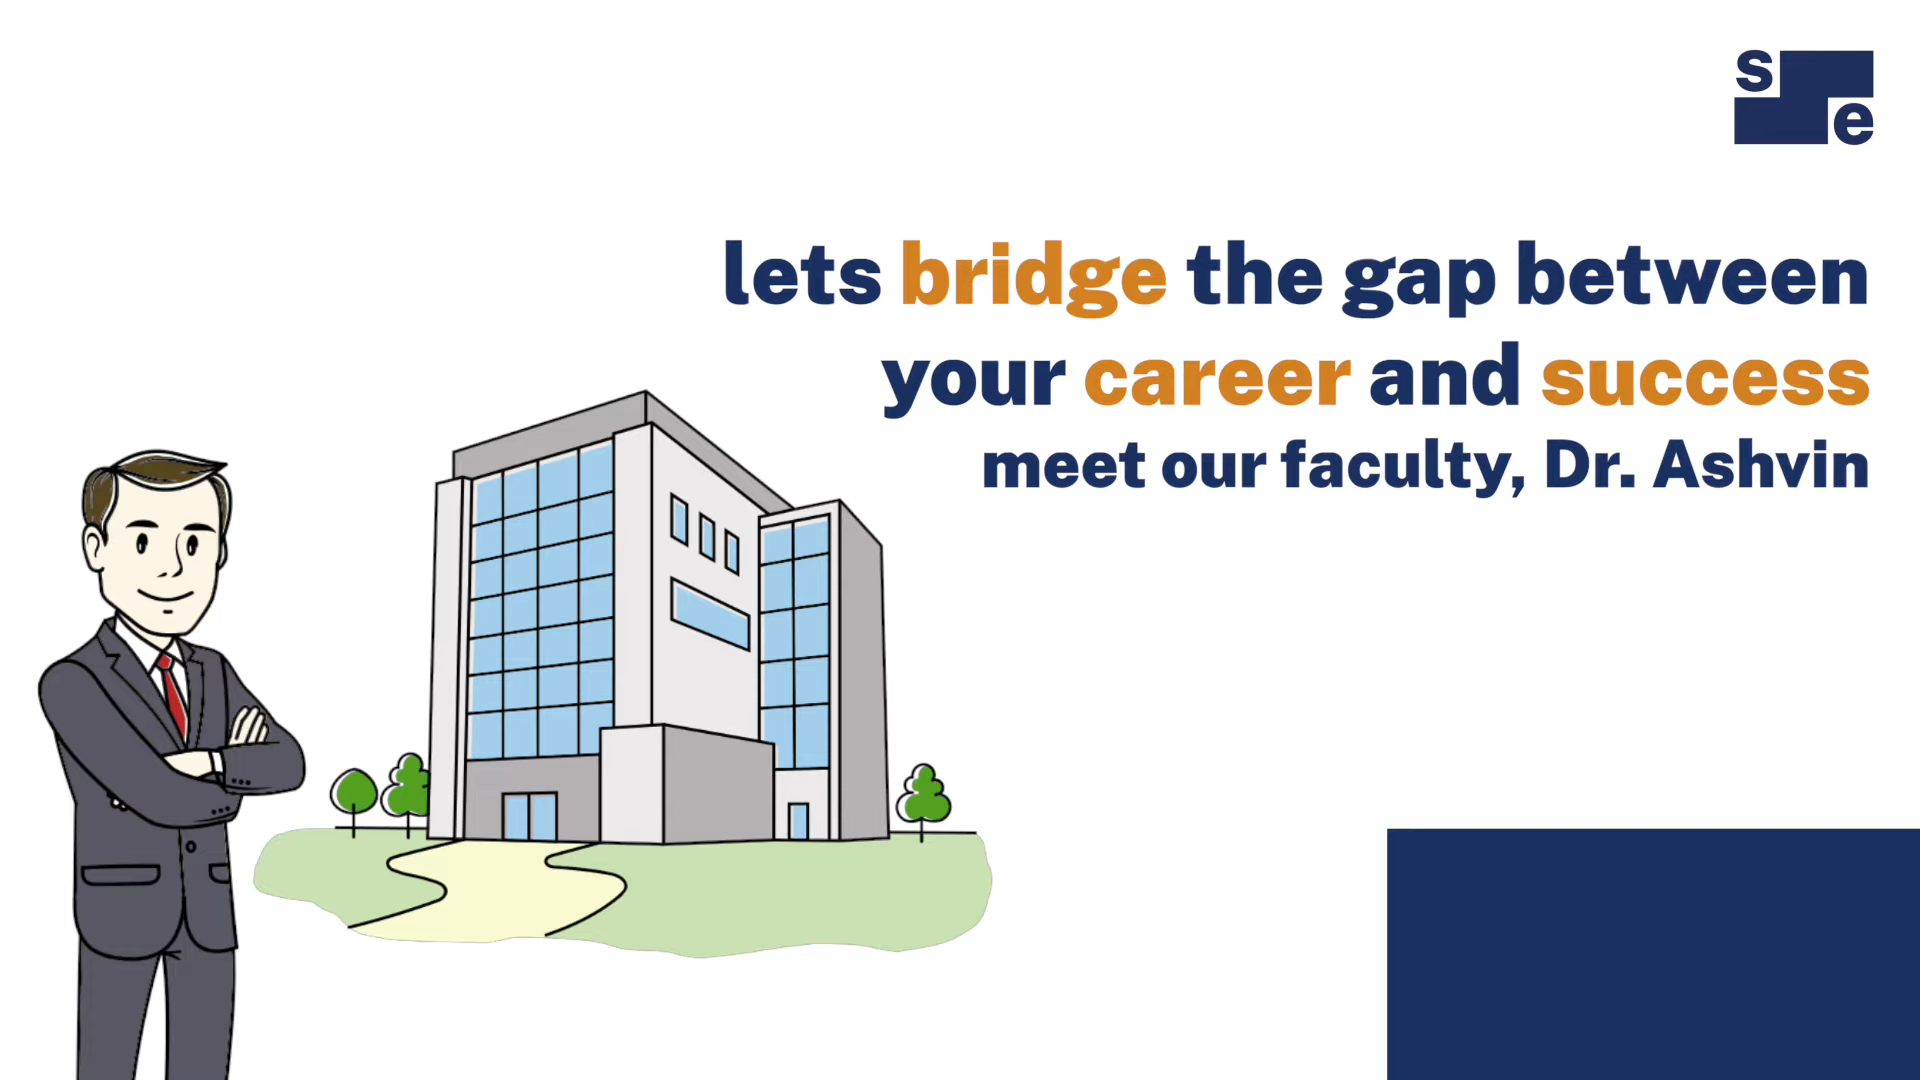 s
e
lets bridge the gap between
your career and success
meet our faculty, Dr. Ashvin